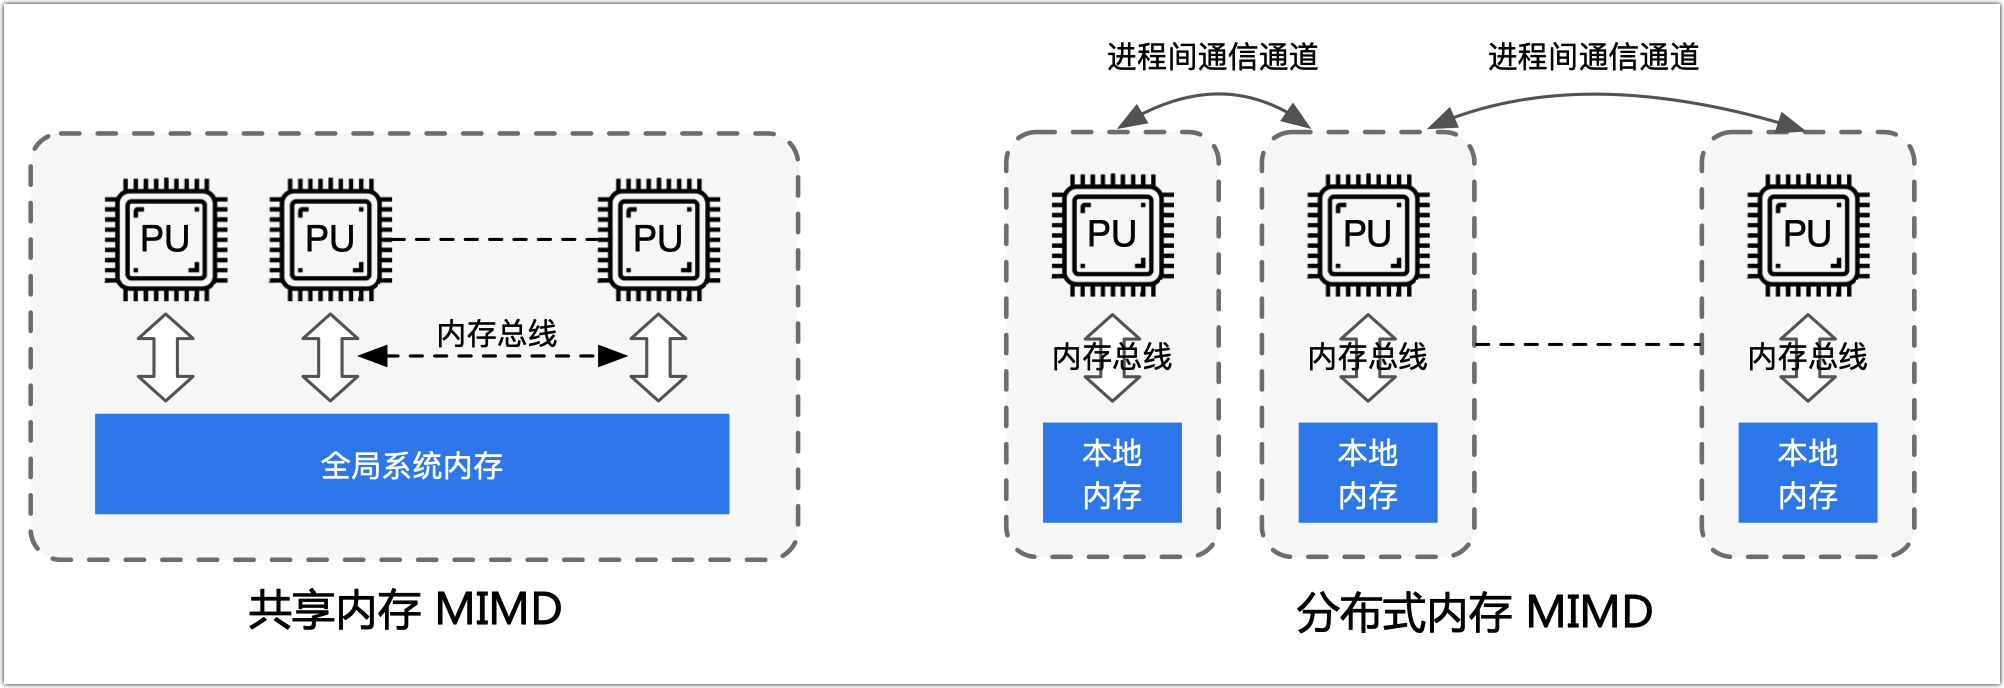 PU
PU
PU
内存总线
全局系统内存
共享内存 MIMD
进程间通信通道
进程间通信通道
PU
PU
PU
内存总线
内存总线
内存总线
本地
内存
本地
内存
本地
内存
分布式内存 MIMD